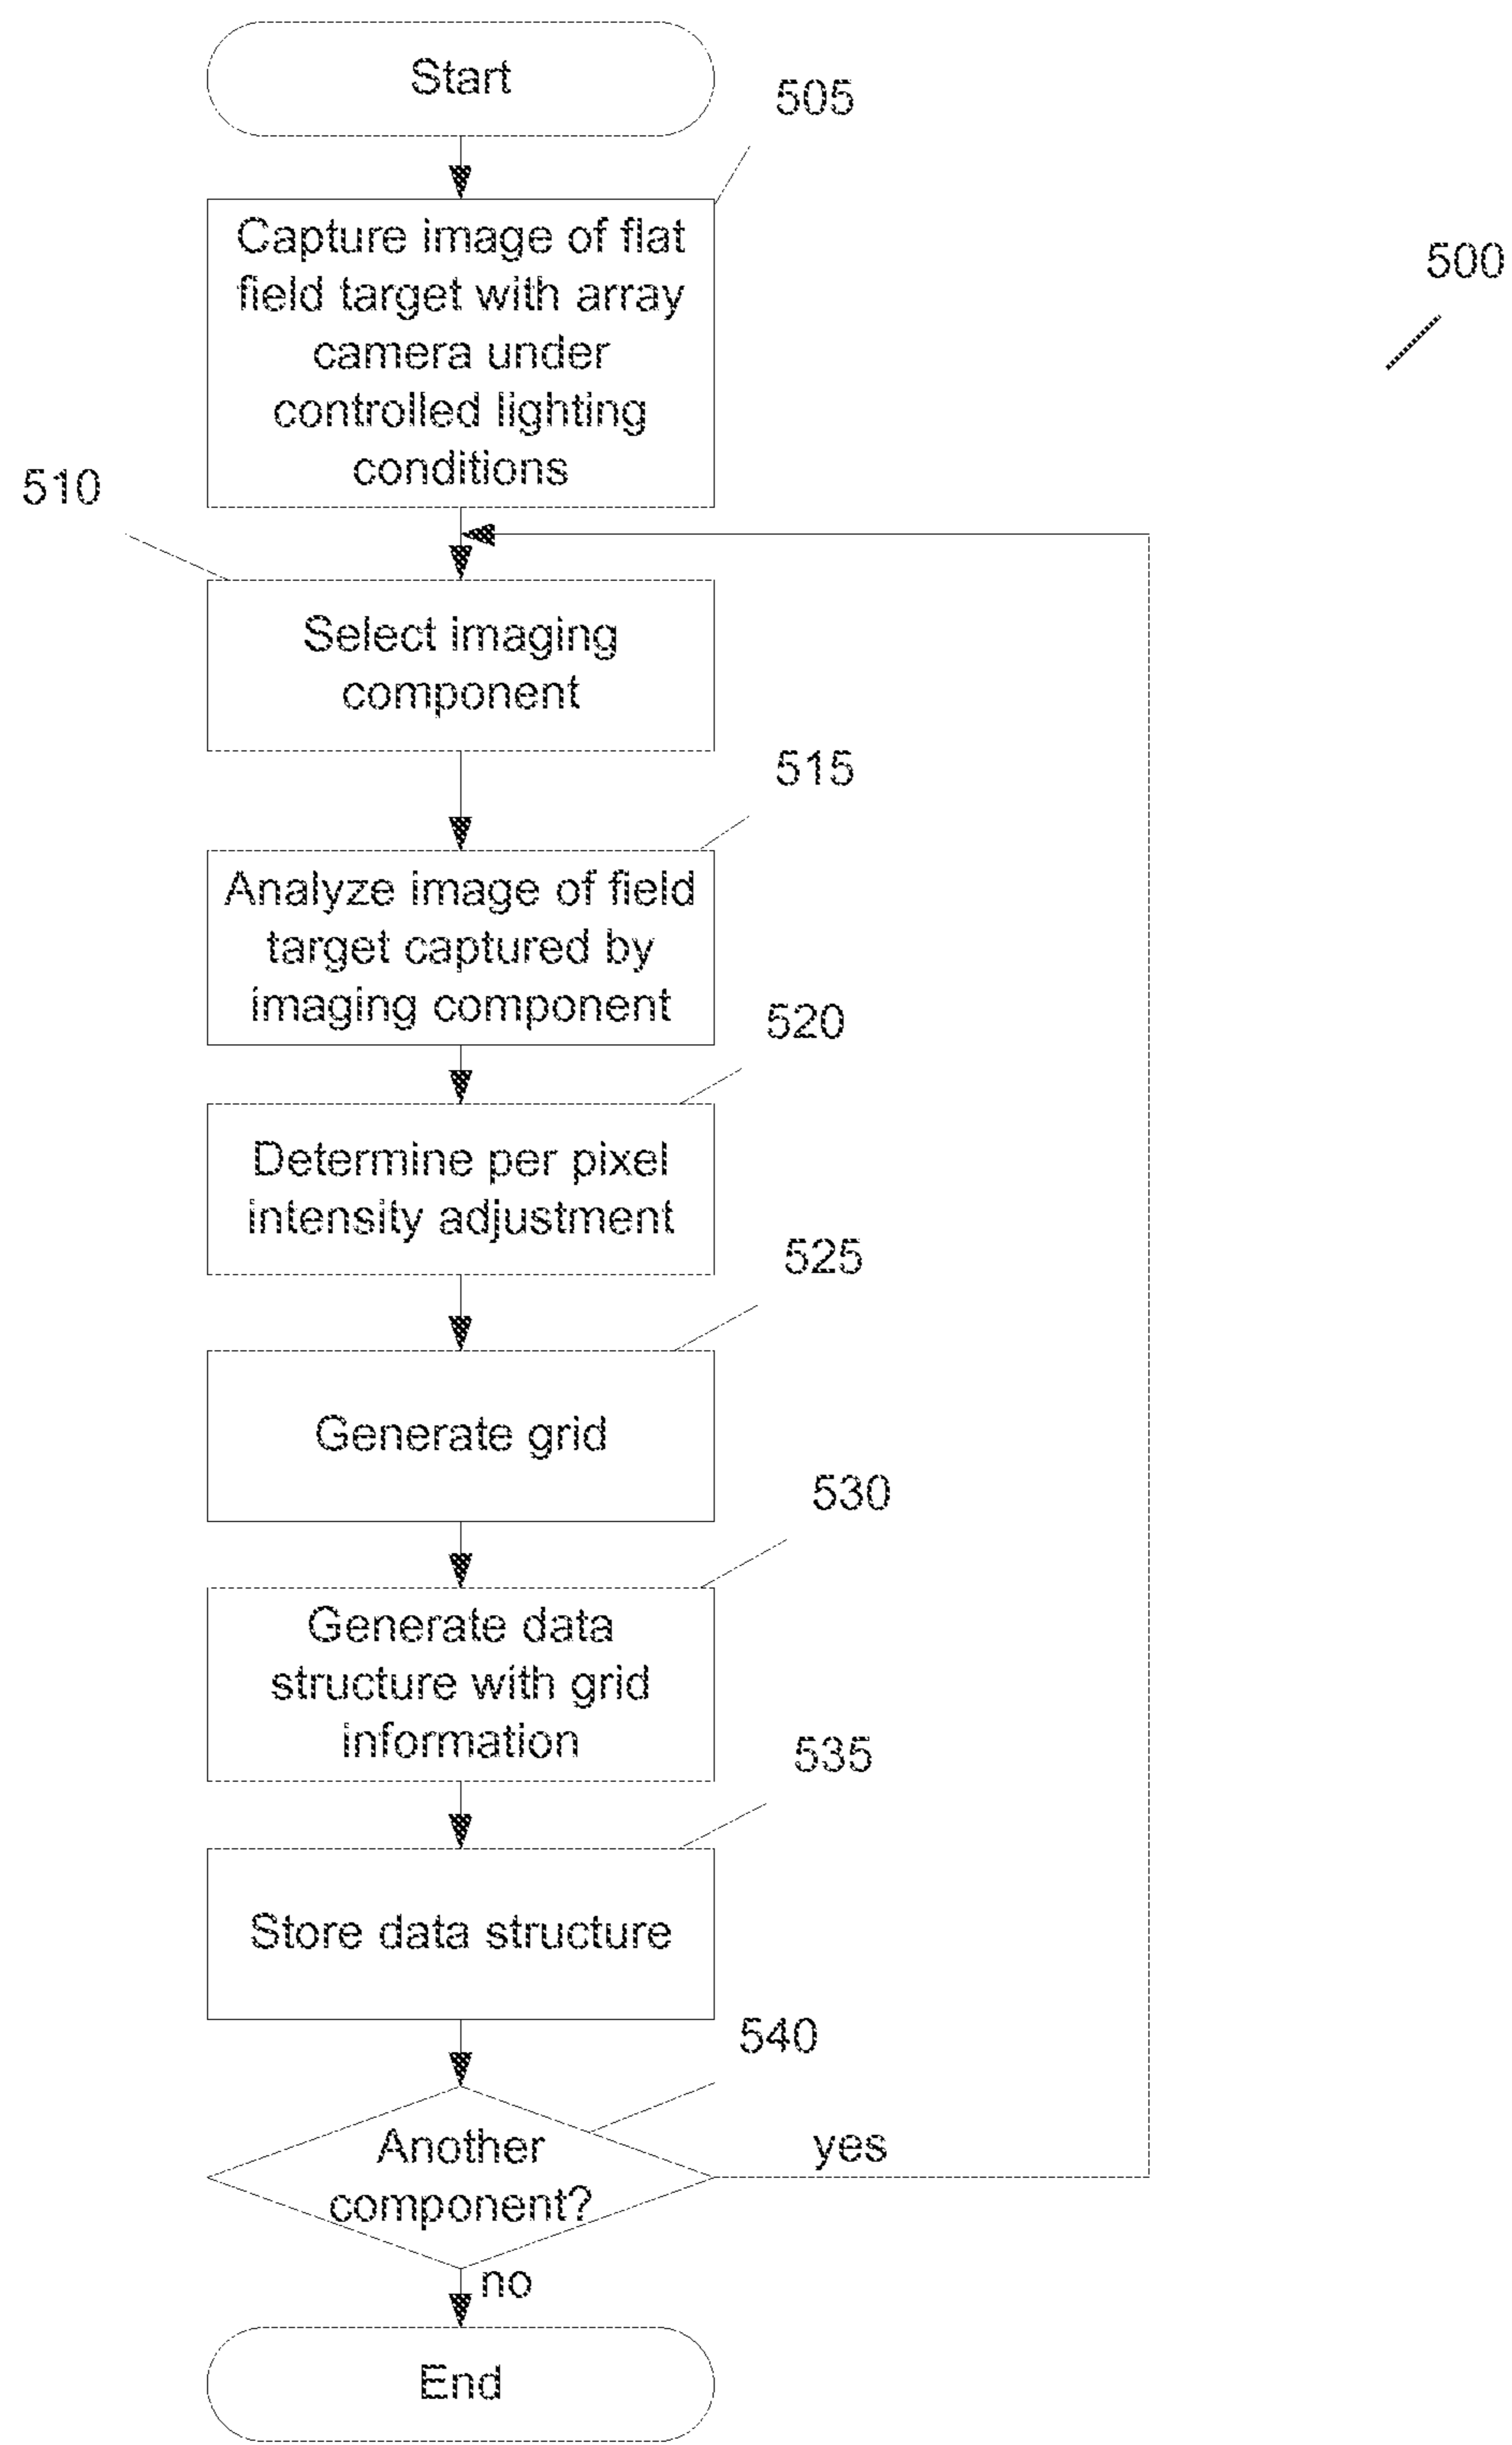 Start
505
Capture image of flat
field target with array
camera under
controlled lighting
conditions
500
510
Select imaging
component
515
Analyze image of field
target captured by
imaging component
520
Determine per pixel
intensity adjustment
525
Generate grid
530
Generate data
structure with grid
information
535
Store data structure
540
Another
component?
yes
no
End